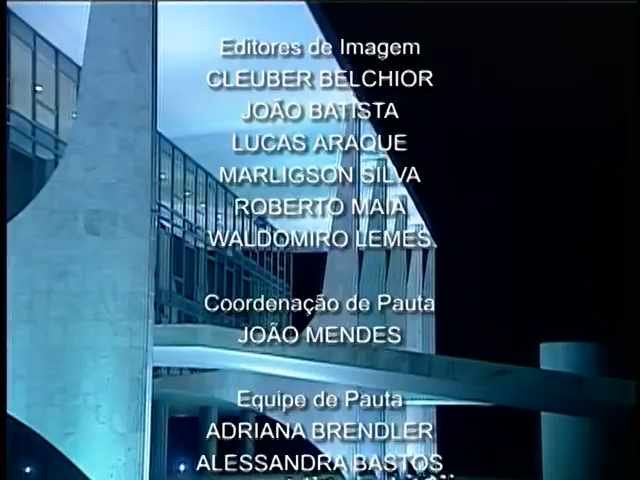 Editores de Imagem
CLEUBER BELCHIOR
JOÃO BATISTA
LUCAS ARAQUE
MARLIGSON SILVA
ROBERTO MAIA
WALDOMIRO LEMES
Coordenação de Pauta
JOÃO MENDES
Equipe de Pauta
ADRIANA BRENDLER
ALESSANDRA BASTOS